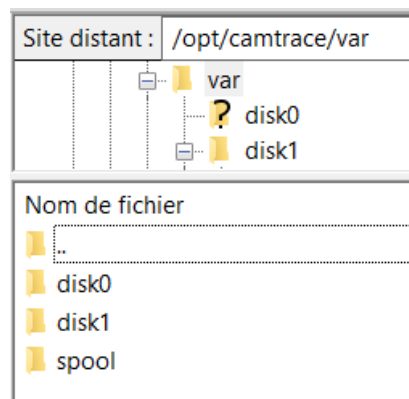 Site distant : /opt/camtrace/var
var
disk0
disk1
Nom de fichier
..
disk0
disk1
spool